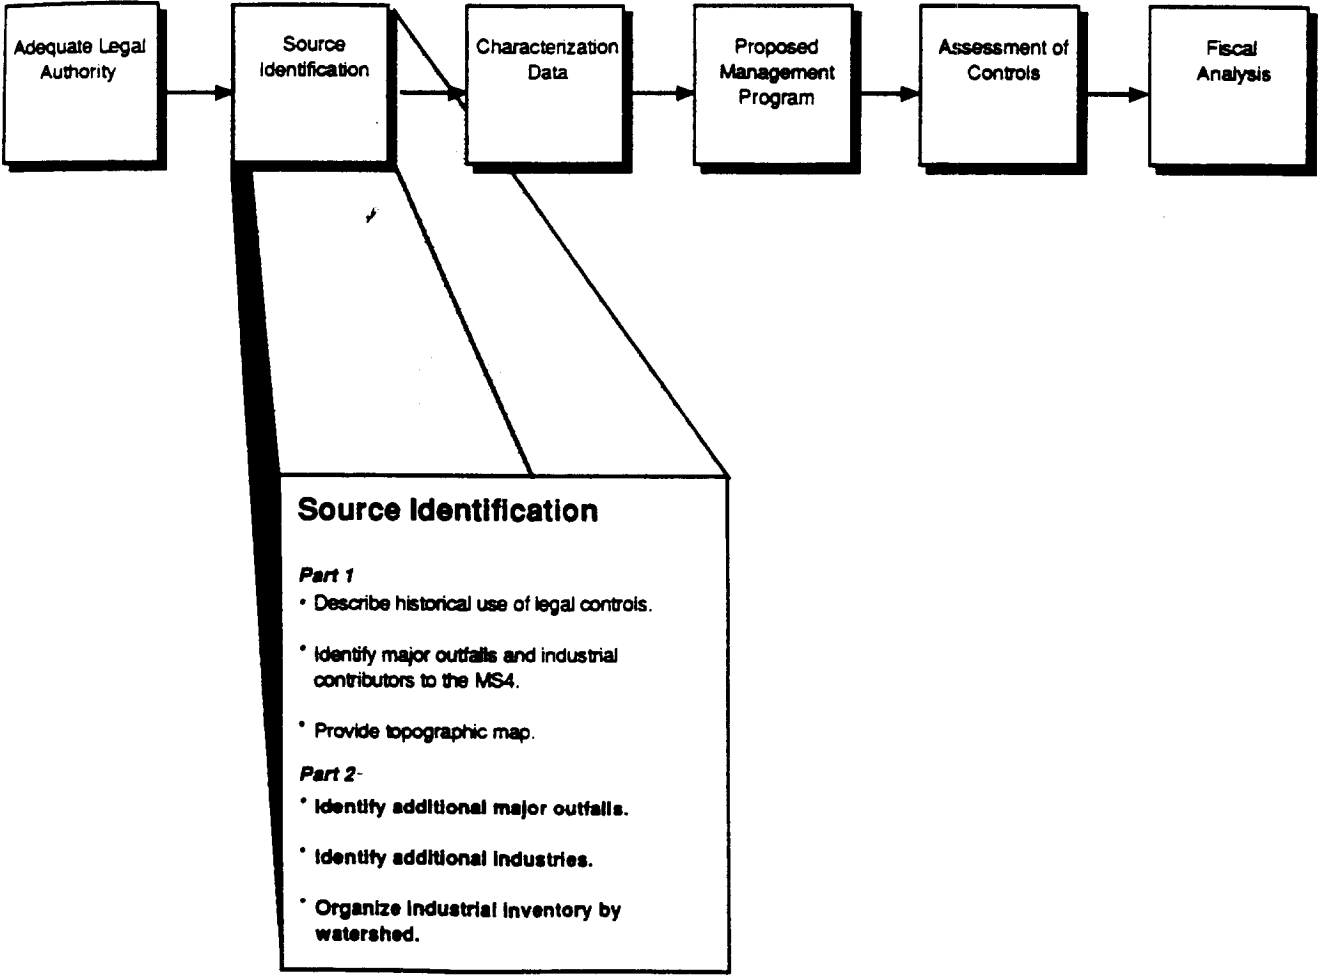 Adequate Legal
Authority
Source
Identification
Characterization
Data
Proposed
Management
Program
Assessment of
Controls
Fiscal
Analysis
Source Identification
Part 1
• Describe historical use of legal controls.
• Identify major outfalls and industrial
contributors to the MS4.
• Provide topographic map.
Part 2-
• Identify additional major outfalls.
• Identify additional industries.
• Organize industrial inventory by
watershed.